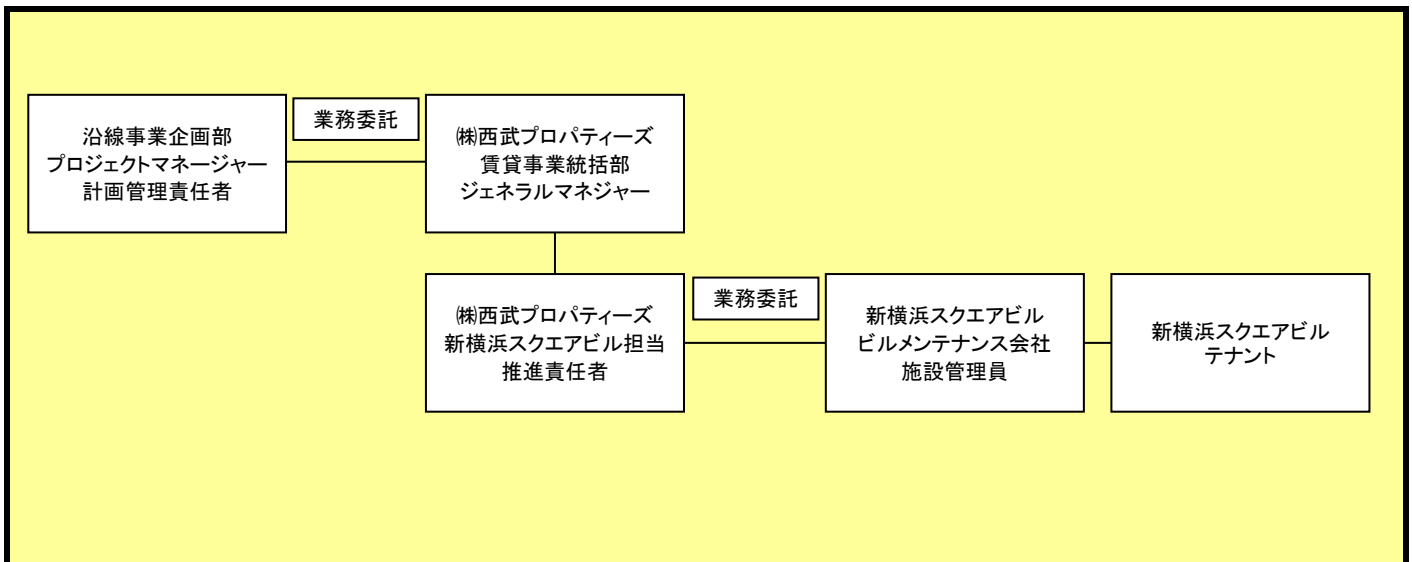 沿線事業企画部
プロジェクトマネージャー
計画管理責任者
業務委託
㈱西武プロパティーズ
賃貸事業統括部
ジェネラルマネジャー
㈱西武プロパティーズ
新横浜スクエアビル担当
推進責任者
業務委託
新横浜スクエアビル
ビルメンテナンス会社
施設管理員
新横浜スクエアビル
テナント